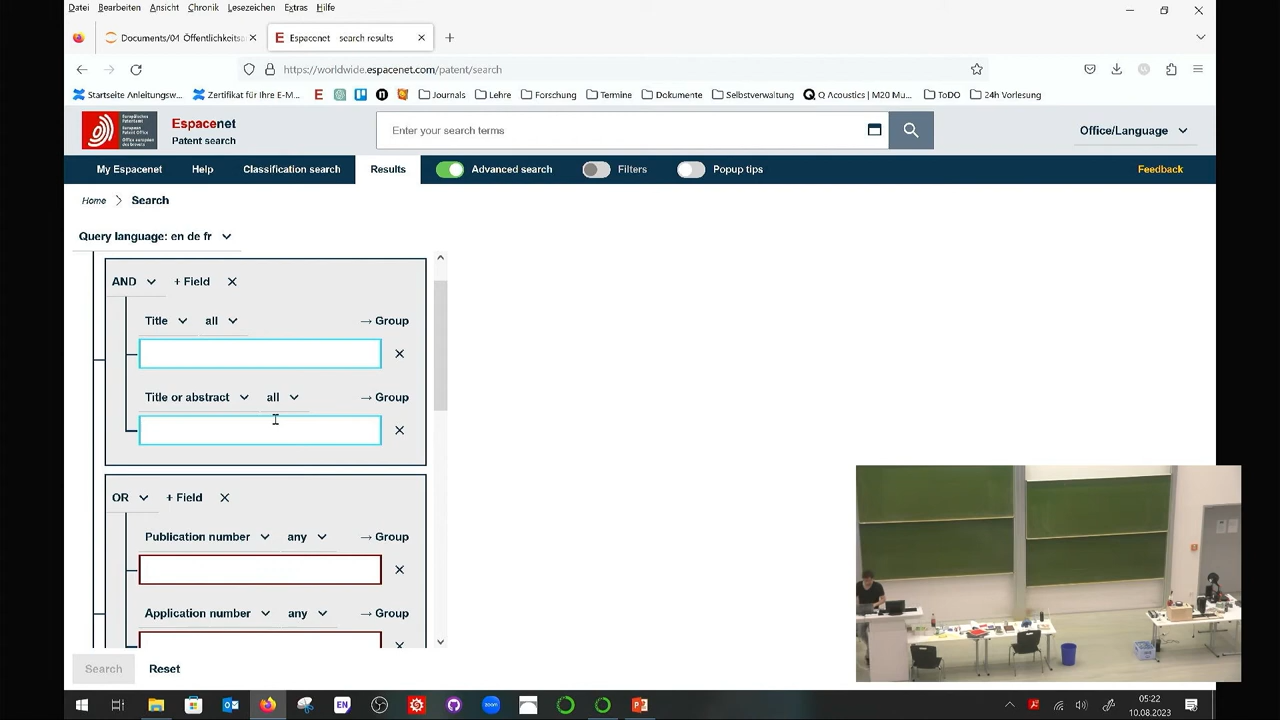 Datei Bearbeiten Ansicht Chronik Lesezeichen Extras Hilfe
Documents/04 Öffentlichkeitsa
Espacenet search results
https://worldwide.espacenet.com/patent/search
Startseite Anleitungsw...
Zertifikat für Ihre E-M...
Journals
Lehre
Forschung
Termine
Dokumente
Selbstverwaltung
Q Acoustics | M20 Mu...
ToDO
24h Vorlesung
Espacenet
Patent search
Enter your search terms
Office/Language
My Espacenet
Help
Classification search
Results
Advanced search
Filters
Popup tips
Feedback
Home
Search
Query language: en de fr
AND + Field
Title all → Group
Title or abstract all → Group
OR + Field
Publication number any → Group
Application number any → Group
Search Reset
EN
zoom
05:22
10.08.2023